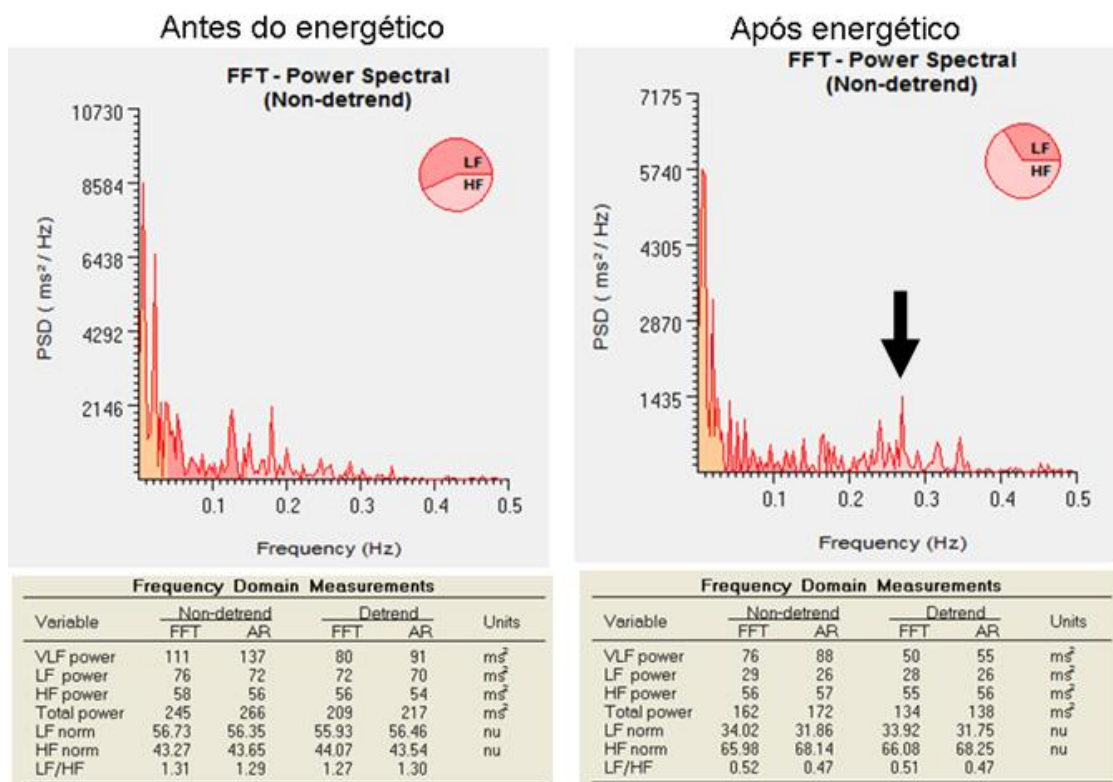 Antes do energético
FFT - Power Spectral
(Non-detrend)
10730
8584
6438
4292
2146
PSD ( ms² / Hz )
LF
HF
0.1 0.2 0.3 0.4 0.5
Frequency (Hz)
Frequency Domain Measurements
Variable Non-detrend Detrend Units
FFT AR FFT AR
VLF power 111 137 80 91 ms²
LF power 76 72 72 70 ms²
HF power 58 56 56 54 ms²
Total power 245 266 209 217 ms²
LF norm 56.73 56.35 55.93 56.46 nu
HF norm 43.27 43.65 44.07 43.54 nu
LF/HF 1.31 1.29 1.27 1.30
Após energético
FFT - Power Spectral
(Non-detrend)
7175
5740
4305
2870
1435
PSD ( ms² / Hz )
LF
HF
0.1 0.2 0.3 0.4 0.5
Frequency (Hz)
Frequency Domain Measurements
Variable Non-detrend Detrend Units
FFT AR FFT AR
VLF power 76 88 50 55 ms²
LF power 29 26 28 26 ms²
HF power 56 57 55 56 ms²
Total power 162 172 134 138 ms²
LF norm 34.02 31.86 33.92 31.75 nu
HF norm 65.98 68.14 66.08 68.25 nu
LF/HF 0.52 0.47 0.51 0.47